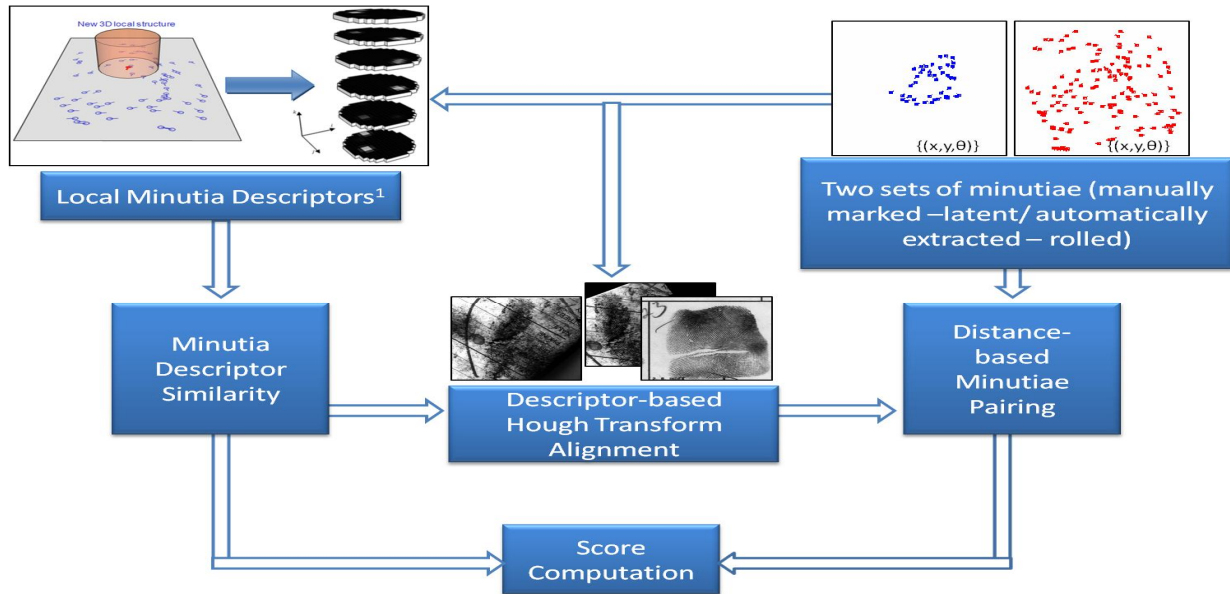 New 3D local structure
{(x,y,θ)}
{(x,y,θ)}
Local Minutia Descriptors¹
Two sets of minutiae (manually
marked –latent/ automatically
extracted – rolled)
Minutia
Descriptor
Similarity
Descriptor-based
Hough Transform
Alignment
Distance-
based
Minutiae
Pairing
Score
Computation